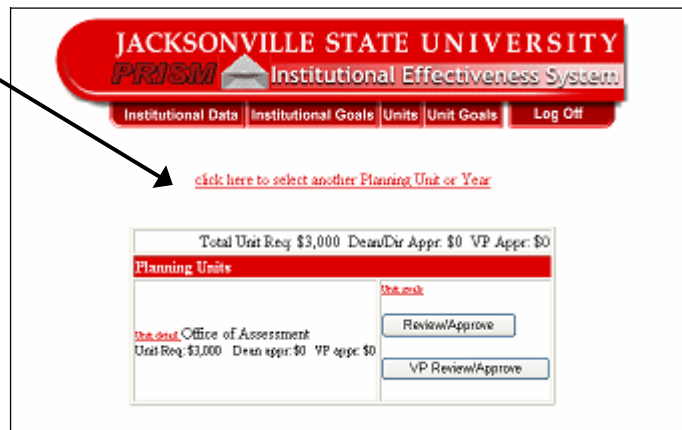 JACKSONVILLE STATE UNIVERSITY
PRISM Institutional Effectiveness System
Institutional Data Institutional Goals Units Unit Goals Log Off
click here to select another Planning Unit or Year
Total Unit Req: $3,000 Dean/Dir Appr: $0 VP Appr: $0
Planning Units
Unit goals
Unit detail Office of Assessment
Review/Approve
Unit Req: $3,000 Dean appr: $0 VP appr: $0
VP Review/Approve